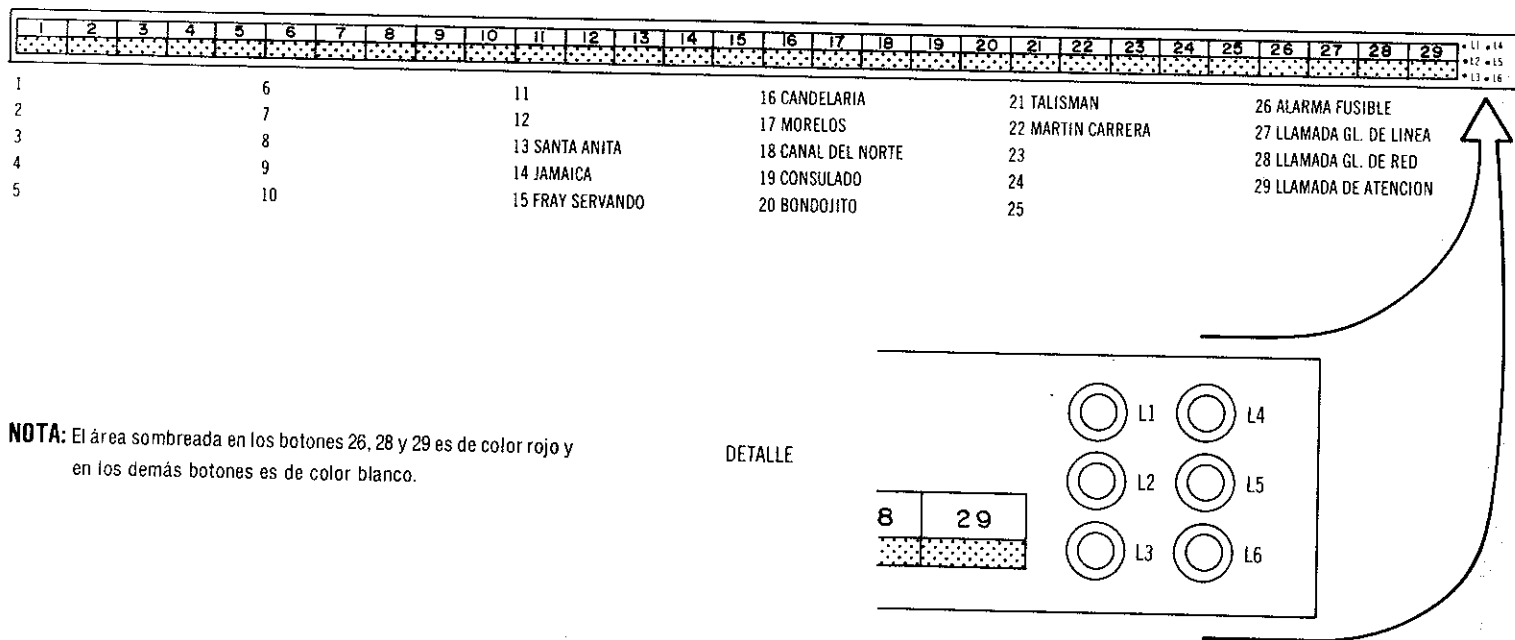 1 2 3 4 5 6 7 8 9 10 11 12 13 14 15 16 17 18 19 20 21 22 23 24 25 26 27 28 29
L1 L4
L2 L5
L3 L6
1
2
3
4
5
6
7
8
9
10
11
12
13 SANTA ANITA
14 JAMAICA
15 FRAY SERVANDO
16 CANDELARIA
17 MORELOS
18 CANAL DEL NORTE
19 CONSULADO
20 BONDOJITO
21 TALISMAN
22 MARTIN CARRERA
23
24
25
26 ALARMA FUSIBLE
27 LLAMADA GL. DE LINEA
28 LLAMADA GL. DE RED
29 LLAMADA DE ATENCION
NOTA: El área sombreada en los botones 26, 28 y 29 es de color rojo y
en los demás botones es de color blanco.
DETALLE
8 29
L1 L4
L2 L5
L3 L6